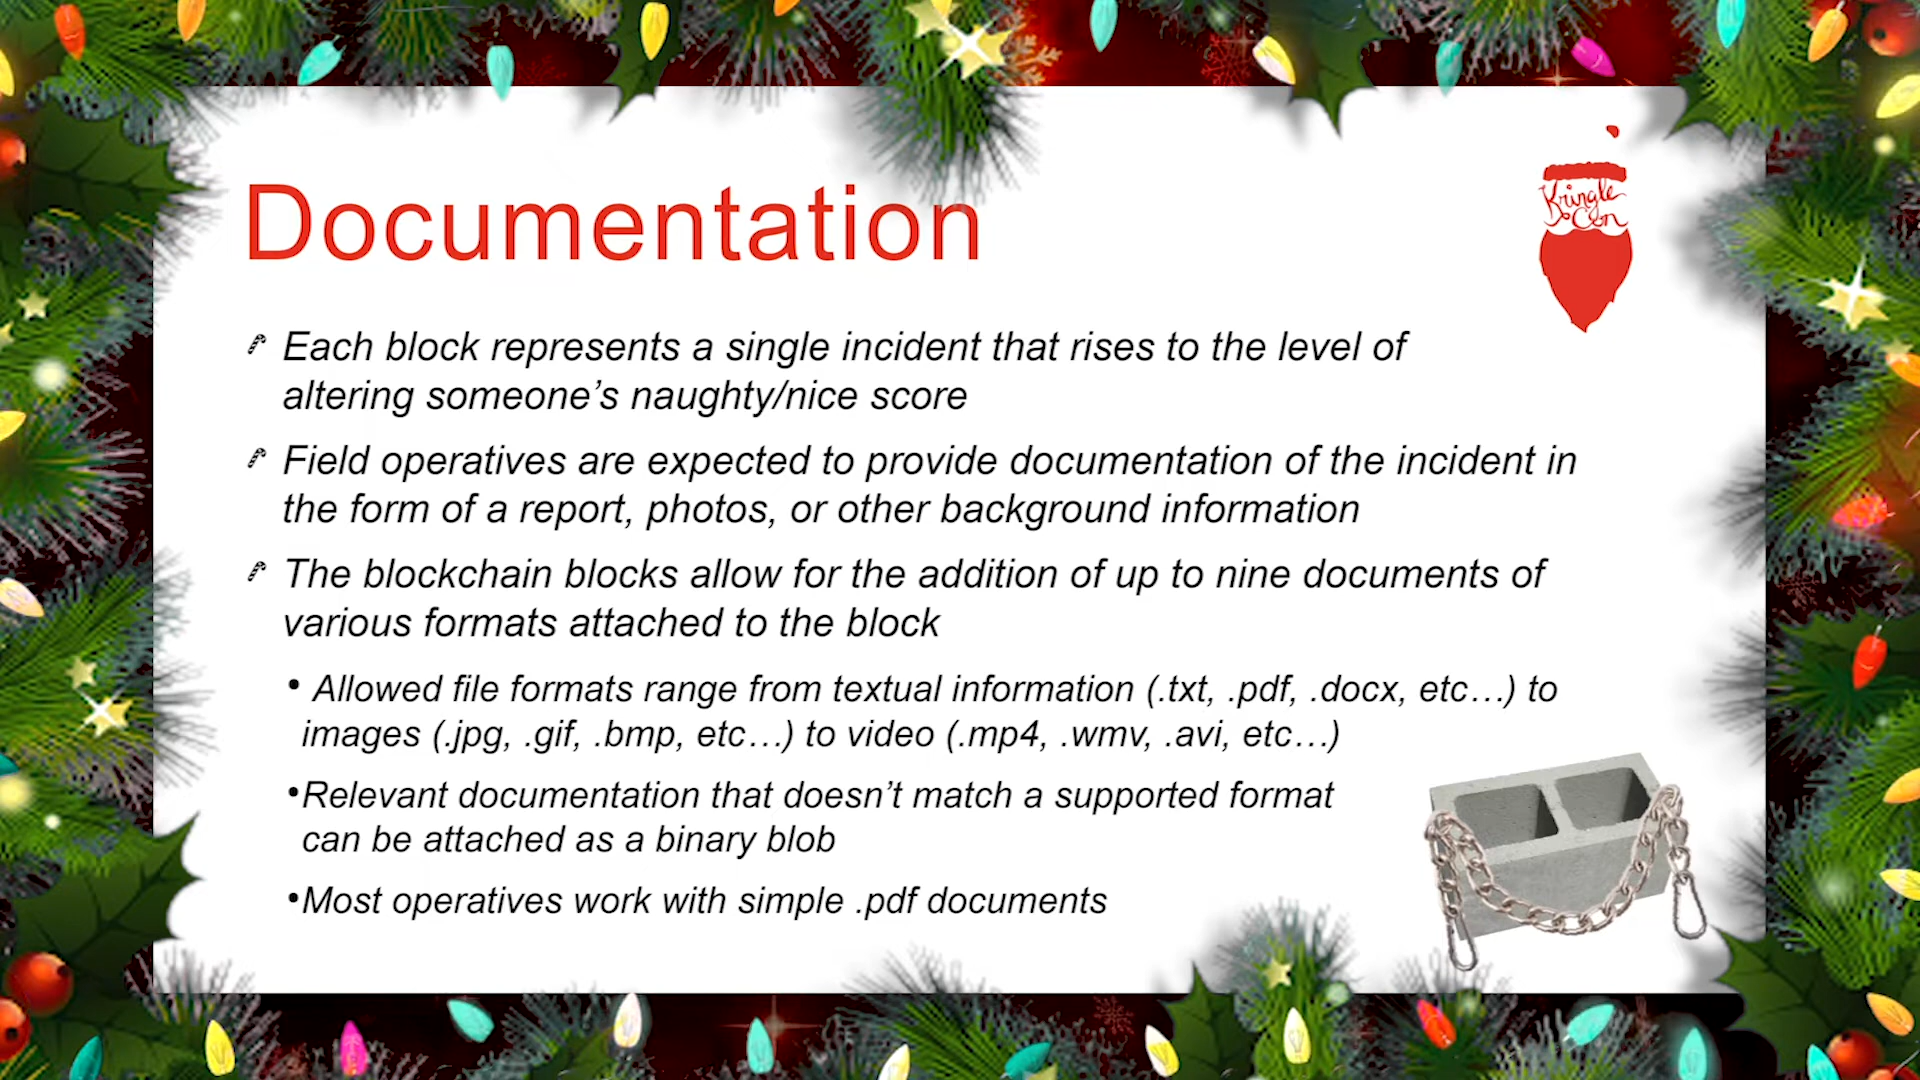 Documentation
Kringle
Con
Each block represents a single incident that rises to the level of
altering someone’s naughty/nice score
Field operatives are expected to provide documentation of the incident in
the form of a report, photos, or other background information
The blockchain blocks allow for the addition of up to nine documents of
various formats attached to the block
• Allowed file formats range from textual information (.txt, .pdf, .docx, etc…) to
images (.jpg, .gif, .bmp, etc…) to video (.mp4, .wmv, .avi, etc…)
•Relevant documentation that doesn’t match a supported format
can be attached as a binary blob
•Most operatives work with simple .pdf documents